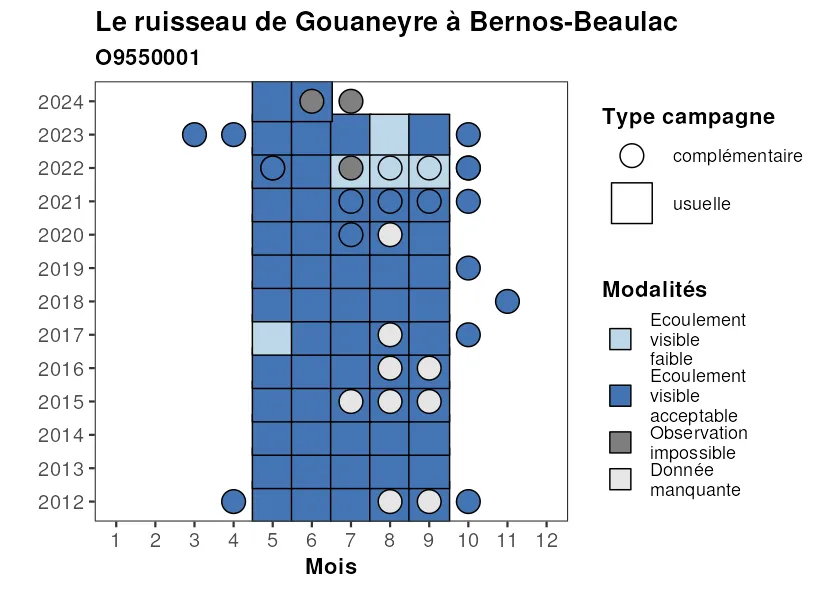 Le ruisseau de Gouaneyre à Bernos-Beaulac
O9550001
2024
2023
2022
2021
2020
2019
2018
2017
2016
2015
2014
2013
2012
1 2 3 4 5 6 7 8 9 10 11 12
Mois
Type campagne
complémentaire
usuelle
Modalités
Ecoulement
visible
faible
Ecoulement
visible
acceptable
Observation
impossible
Donnée
manquante